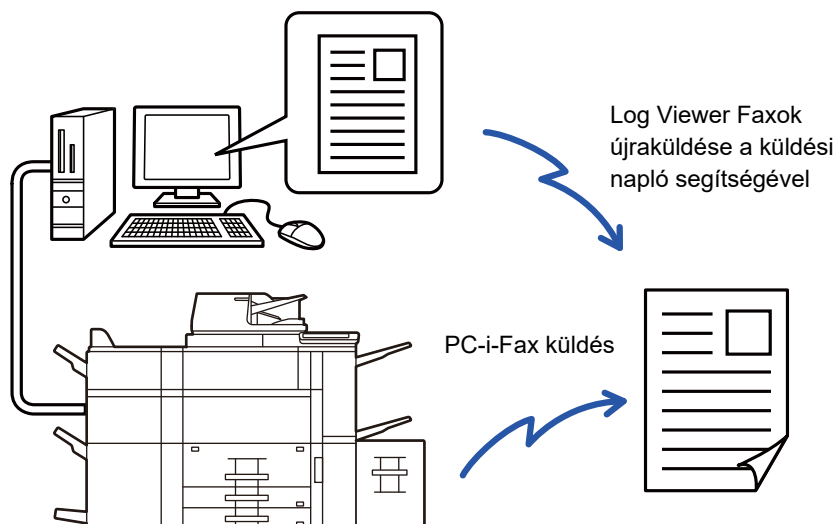 Log Viewer Faxok
újraküldése a küldési
napló segítségével
PC-i-Fax küldés